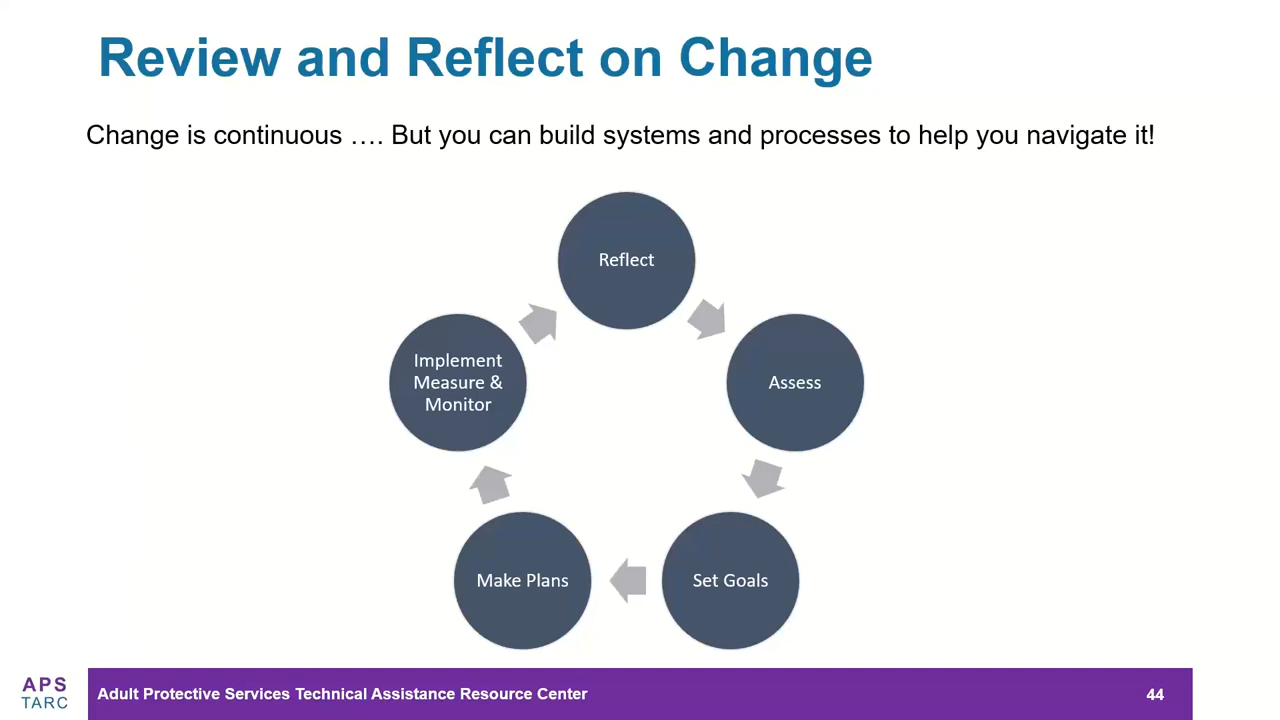 Review and Reflect on Change
Change is continuous …. But you can build systems and processes to help you navigate it!
Reflect
Assess
Set Goals
Make Plans
Implement
Measure &
Monitor
APS
TARC
Adult Protective Services Technical Assistance Resource Center
44